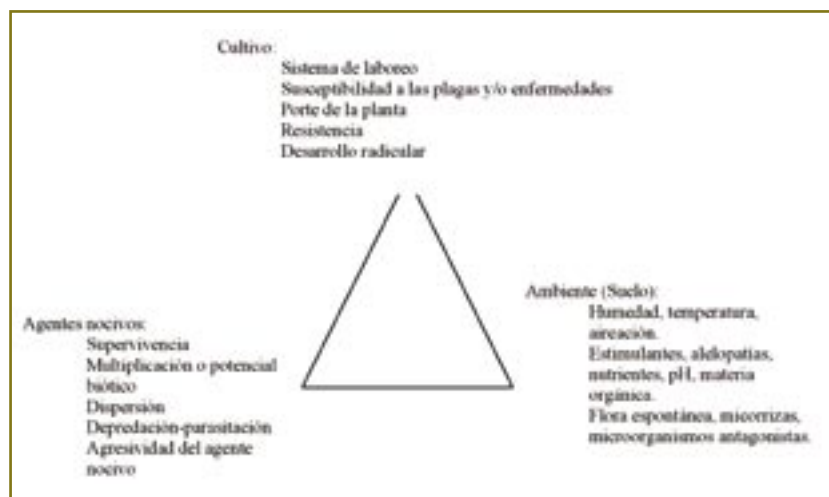 Cultivo:
Sistema de laboreo
Susceptibilidad a las plagas y/o enfermedades
Porte de la planta
Resistencia
Desarrollo radicular
Agentes nocivos:
Supervivencia
Multiplicación o potencial
biótico
Dispersión
Depredación-parasitación
Agresividad del agente
nocivo
Ambiente (Suelo):
Humedad, temperatura,
aireación.
Estimulantes, alelopatías,
nutrientes, pH, materia
orgánica.
Flora espontánea, micorrizas,
microorganismos antagonistas.